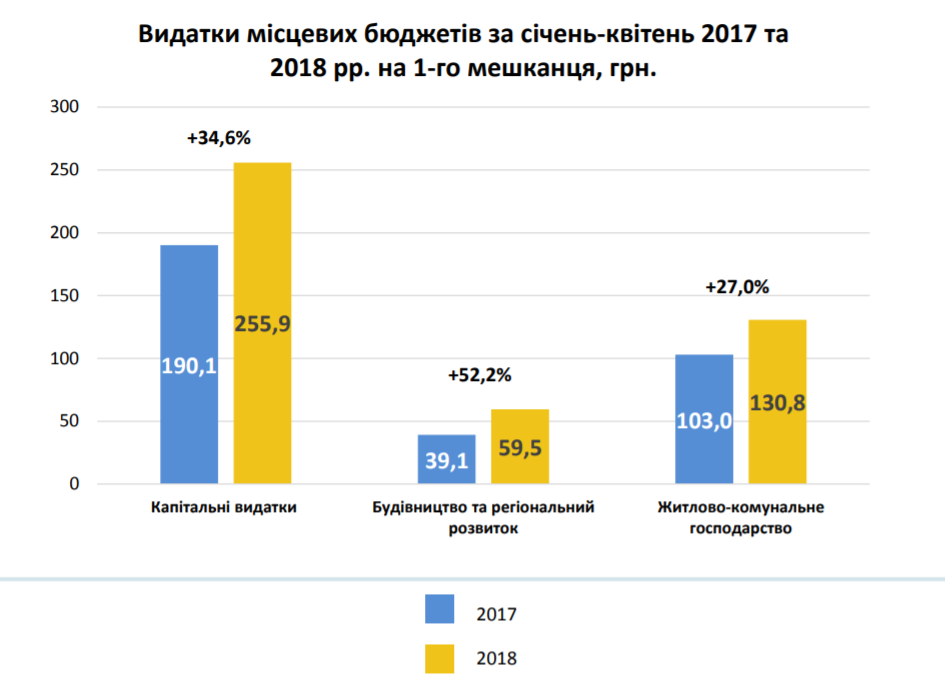 Видатки місцевих бюджетів за січень-квітень 2017 та
2018 рр. на 1-го мешканця, грн.
300
250
200
150
100
50
0
+34,6%
190,1
255,9
+52,2%
39,1
59,5
+27,0%
103,0
130,8
Капітальні видатки
Будівництво та регіональний
розвиток
Житлово-комунальне
господарство
2017
2018